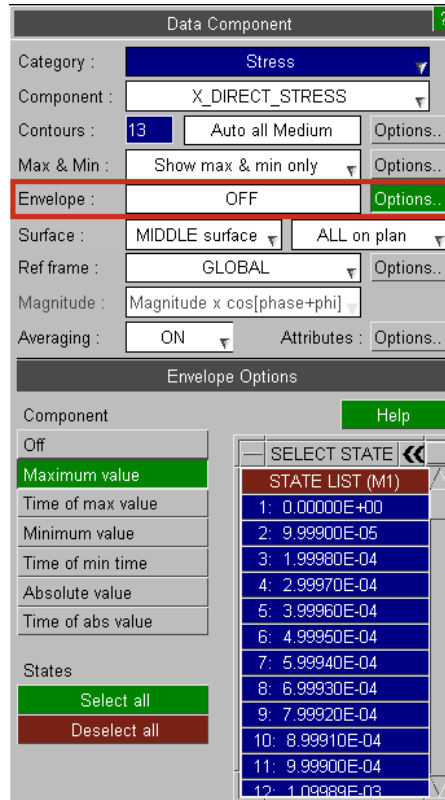 Data Component ?
Category : Stress
Component : X_DIRECT_STRESS
Contours : 13 Auto all Medium Options..
Max & Min : Show max & min only Options..
Envelope : OFF Options..
Surface : MIDDLE surface ALL on plan
Ref frame : GLOBAL Options..
Magnitude : Magnitude x cos[phase+phi]
Averaging : ON Attributes : Options..
Envelope Options
Component Help
Off
Maximum value
Time of max value
Minimum value
Time of min time
Absolute value
Time of abs value
States
Select all
Deselect all
SELECT STATE
STATE LIST (M1)
1: 0.00000E+00
2: 9.99900E-05
3: 1.99980E-04
4: 2.99970E-04
5: 3.99960E-04
6: 4.99950E-04
7: 5.99940E-04
8: 6.99930E-04
9: 7.99920E-04
10: 8.99910E-04
11: 9.99900E-04
12: 1.09989E-03